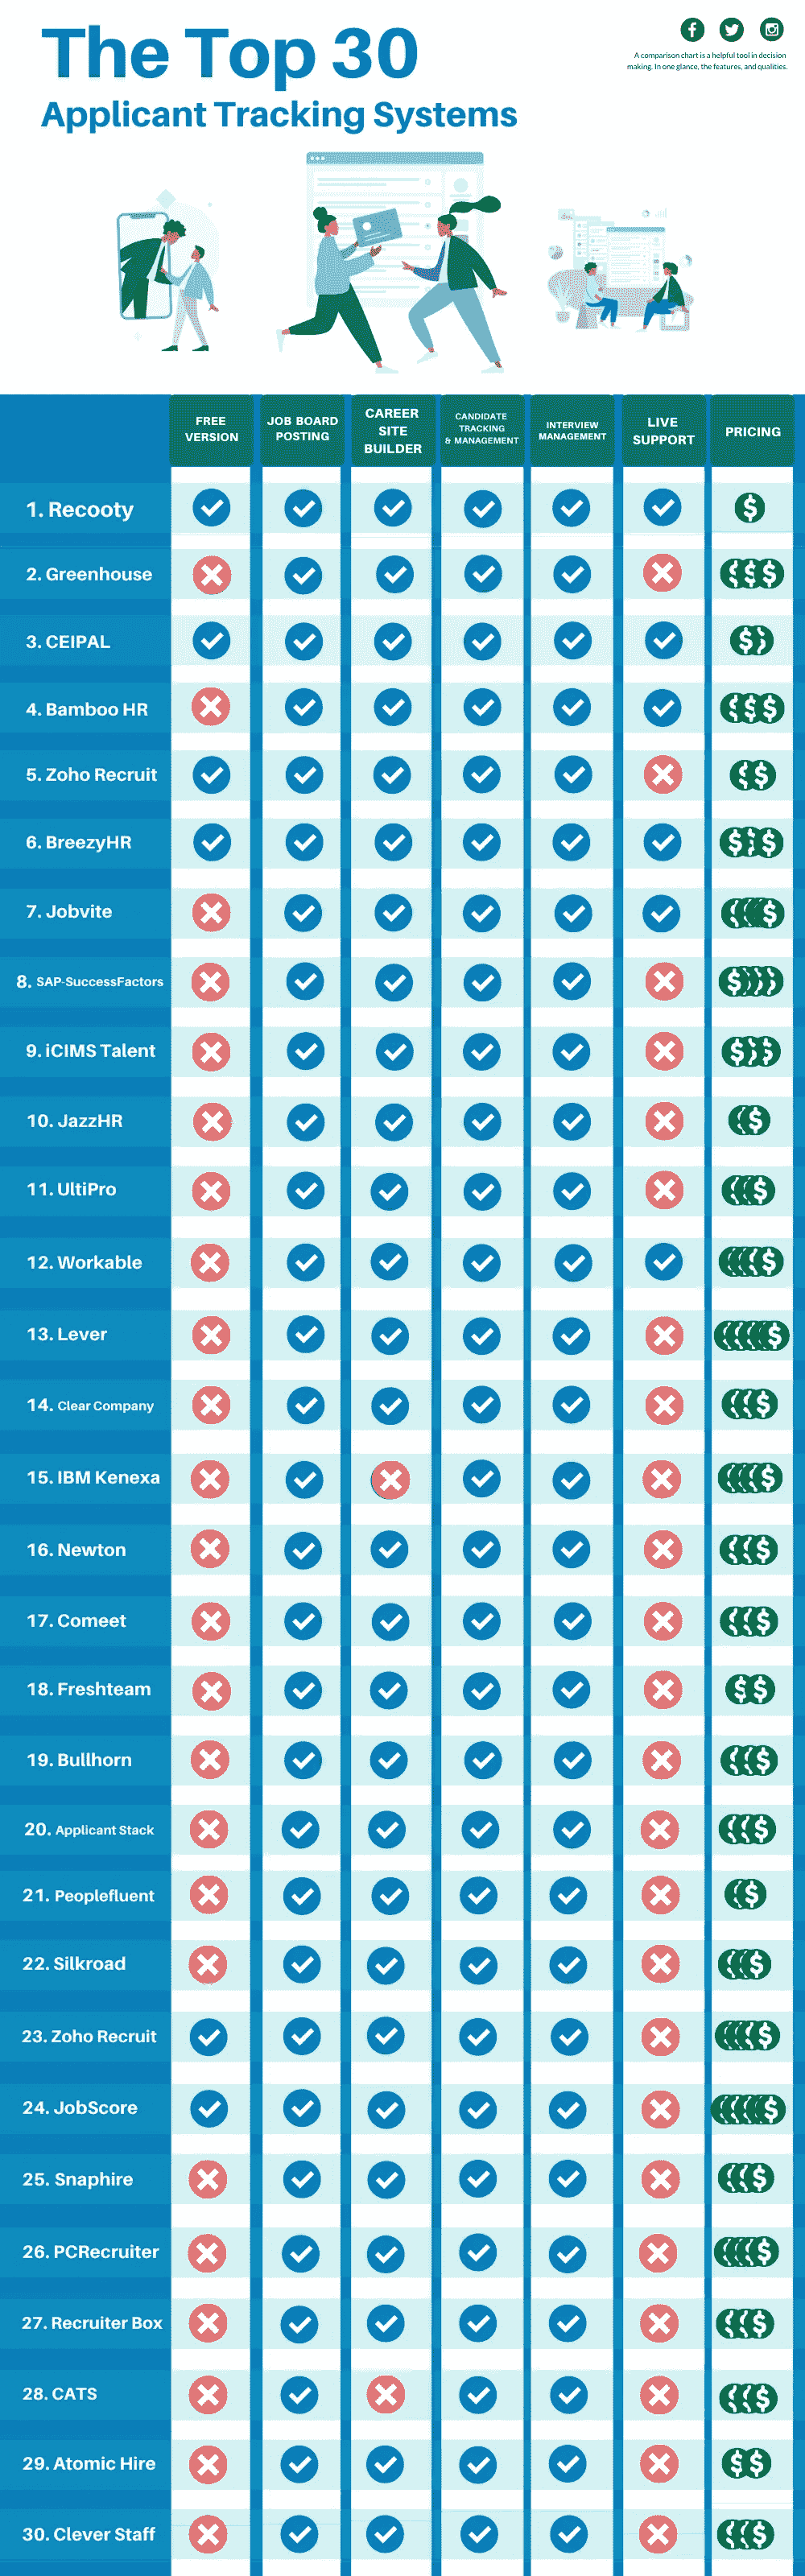 The Top 30
Applicant Tracking Systems
A comparison chart is a helpful tool in decision
making. In one glance, the features, and qualities.
FREE
VERSION
JOB BOARD
POSTING
CAREER
SITE
BUILDER
CANDIDATE
TRACKING
& MANAGEMENT
INTERVIEW
MANAGEMENT
LIVE
SUPPORT
PRICING
1. Recooty
$
2. Greenhouse
$$$
3. CEIPAL
$$
4. Bamboo HR
$$$
5. Zoho Recruit
$$
6. BreezyHR
$$$
7. Jobvite
$$$$
8. SAP-SuccessFactors
$$$$
9. iCIMS Talent
$$$
10. JazzHR
$$
11. UltiPro
$$$
12. Workable
$$$$
13. Lever
$$$$$
14. Clear Company
$$$
15. IBM Kenexa
$$$$
16. Newton
$$$
17. Comeet
$$$
18. Freshteam
$$
19. Bullhorn
$$$
20. Applicant Stack
$$$
21. Peoplefluent
$$
22. Silkroad
$$$
23. Zoho Recruit
$$$$
24. JobScore
$$$$$
25. Snaphire
$$$
26. PCRecruiter
$$$$
27. Recruiter Box
$$$
28. CATS
$$$
29. Atomic Hire
$$
30. Clever Staff
$$$